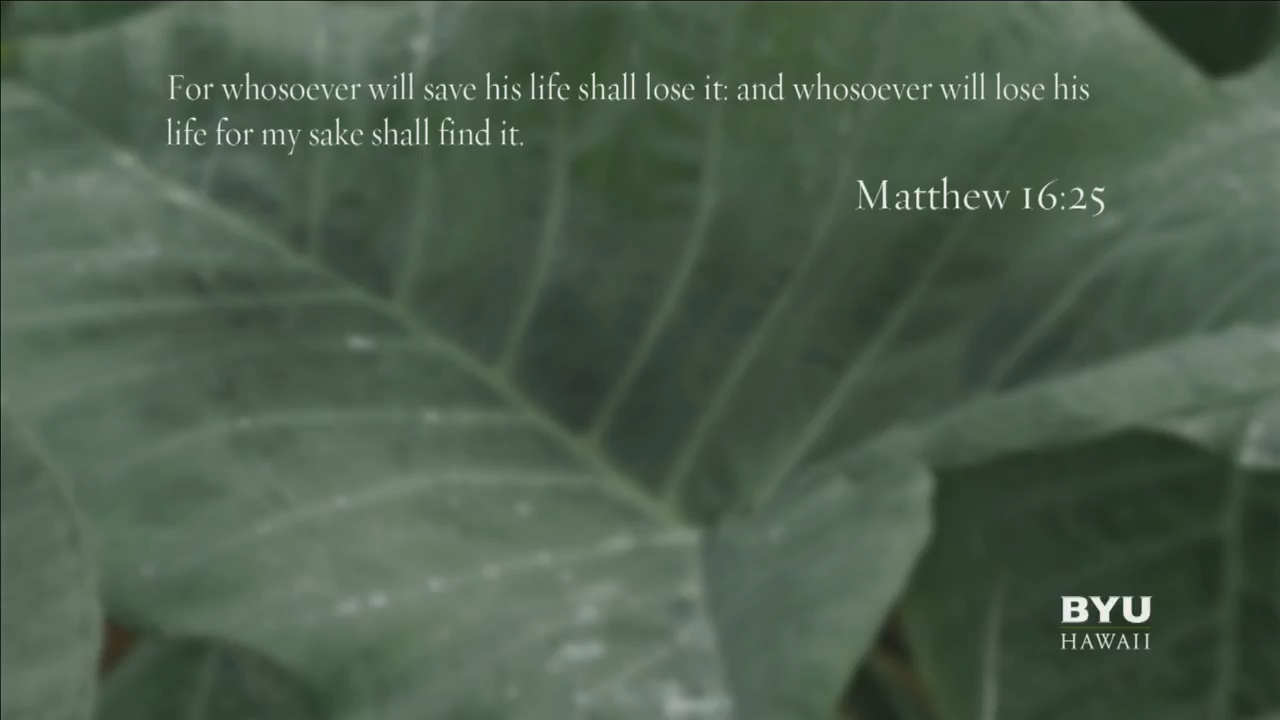 For whosoever will save his life shall lose it: and whosoever will lose his
life for my sake shall find it.
Matthew 16:25
BYU
HAWAII